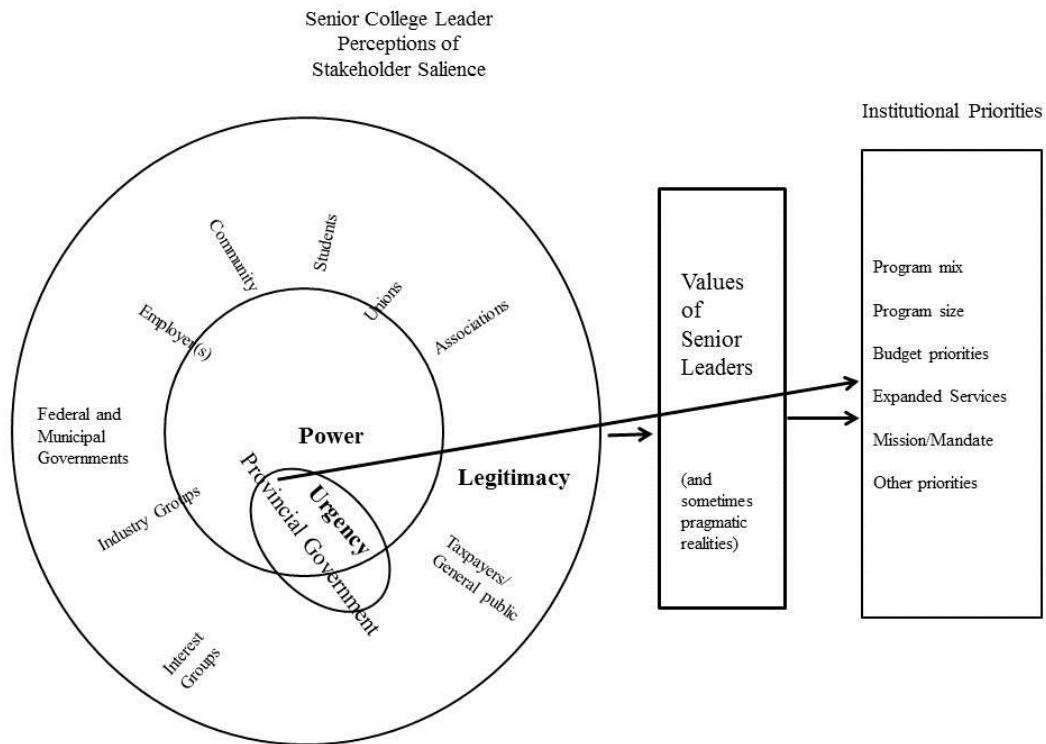 Senior College Leader
Perceptions of
Stakeholder Salience
Institutional Priorities
Community
Students
Unions
Employer(s)
Associations
Federal and
Municipal
Governments
Power
Legitimacy
Industry Groups
Urgency
Provincial Government
Taxpayers/
General public
Interest
Groups
Values
of
Senior
Leaders
(and
sometimes
pragmatic
realities)
Program mix
Program size
Budget priorities
Expanded Services
Mission/Mandate
Other priorities